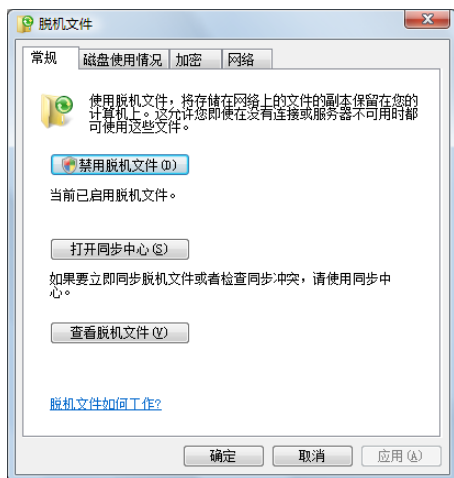 脱机文件
常规 磁盘使用情况 加密 网络
使用脱机文件，将存储在网络上的文件的副本保留在您的
计算机上。这允许您即使在没有连接或服务器不可用时都
可使用这些文件。
禁用脱机文件(D)
当前已启用脱机文件。
打开同步中心(S)
如果要立即同步脱机文件或者检查同步冲突，请使用同步中
心。
查看脱机文件(V)
脱机文件如何工作?
确定 取消 应用(A)